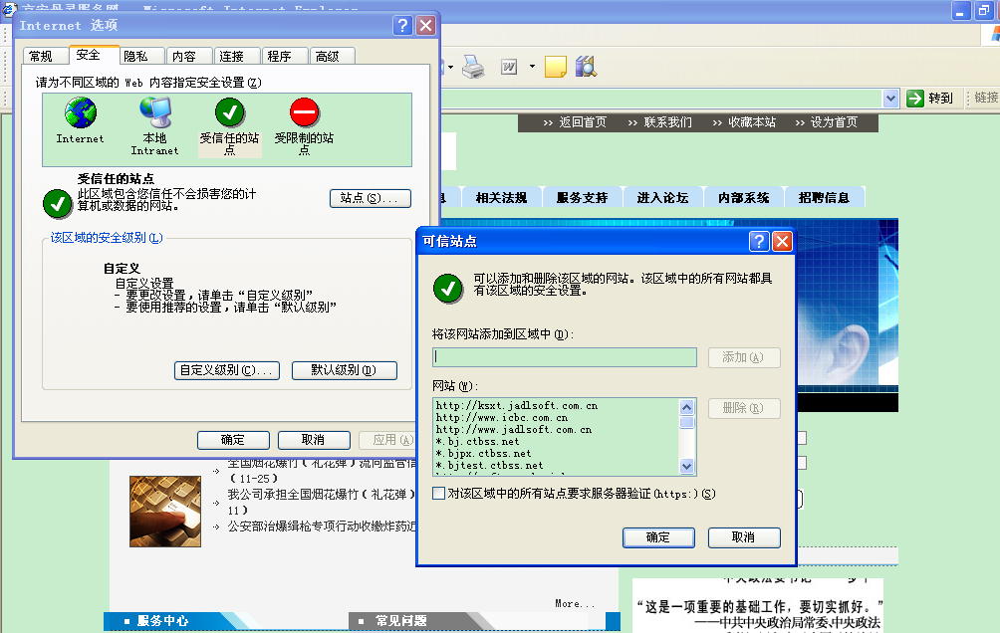 Microsoft Internet Explorer
Internet 选项
常规 安全 隐私 内容 连接 程序 高级
请为不同区域的 Web 内容指定安全设置(Z)
Internet
本地
Intranet
受信任的站
点
受限制的站
点
受信任的站点
此区域包含您信任不会损害您的计
算机或数据的网站。
站点(S)...
该区域的安全级别(L)
自定义
自定义设置
- 要更改设置，请单击“自定义级别”
- 要使用推荐的设置，请单击“默认级别”
自定义级别(C)...
默认级别(D)
确定 取消 应用(A)
转到 链接
>> 返回首页 >> 联系我们 >> 收藏本站 >> 设为首页
相关法规 服务支持 进入论坛 内部系统 招聘信息
可信站点
可以添加和删除该区域的网站。该区域中的所有网站都具
有该区域的安全设置。
将该网站添加到区域中(D):
添加(A)
网站(W):
http://ksxt.jadlsoft.com.cn
http://www.icbc.com.cn
http://www.jadlsoft.com.cn
*.bj.ctbss.net
*.bjpx.ctbss.net
*.bjtest.ctbss.net
删除(R)
对该区域中的所有站点要求服务器验证(https:)(S)
确定 取消
全国烟花爆竹(礼花弹)流向监管信
(11-25)
我公司承担全国烟花爆竹(礼花弹)
11)
公安部治爆缉枪专项行动收缴炸药近
More...
服务中心 常见问题
“这是一项重要的基础工作，要切实抓好。”
——中共中央政治局常委、中央政法